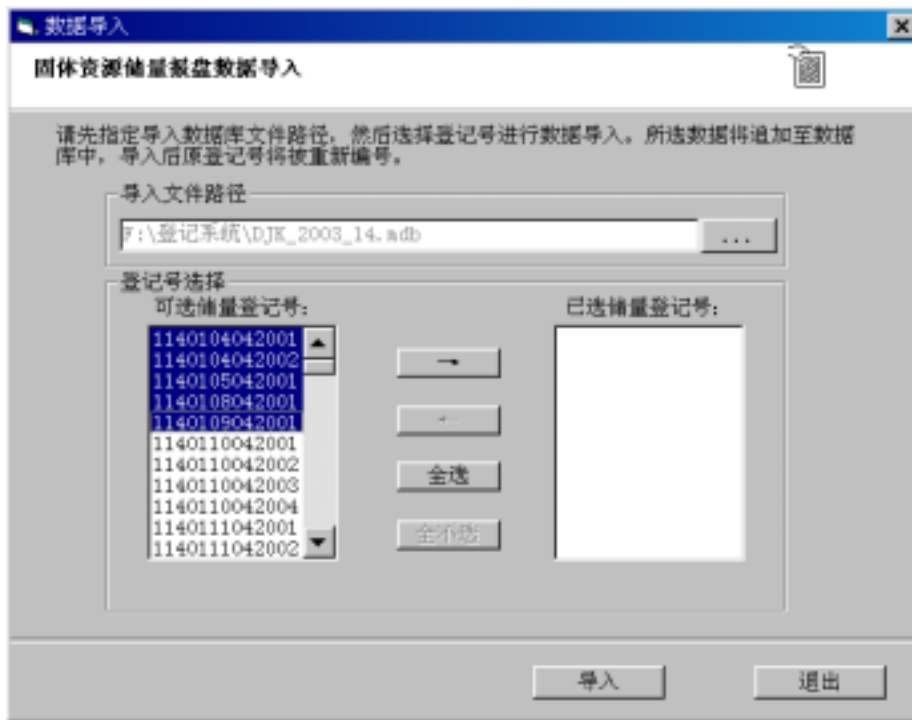 数据导入
固体资源储量报盘数据导入
请先指定导入数据库文件路径，然后选择登记号进行数据导入。所选数据将追加至数据
库中，导入后原登记号将被重新编号。
导入文件路径
F:\登记系统\DJK_2003_14.mdb
...
登记号选择
可选储量登记号：
已选储量登记号：
1140104042001
1140104042002
1140105042001
1140108042001
1140109042001
1140110042001
1140110042002
1140110042003
1140110042004
1140111042001
1140111042002
→
←
全选
全不选
导入
退出